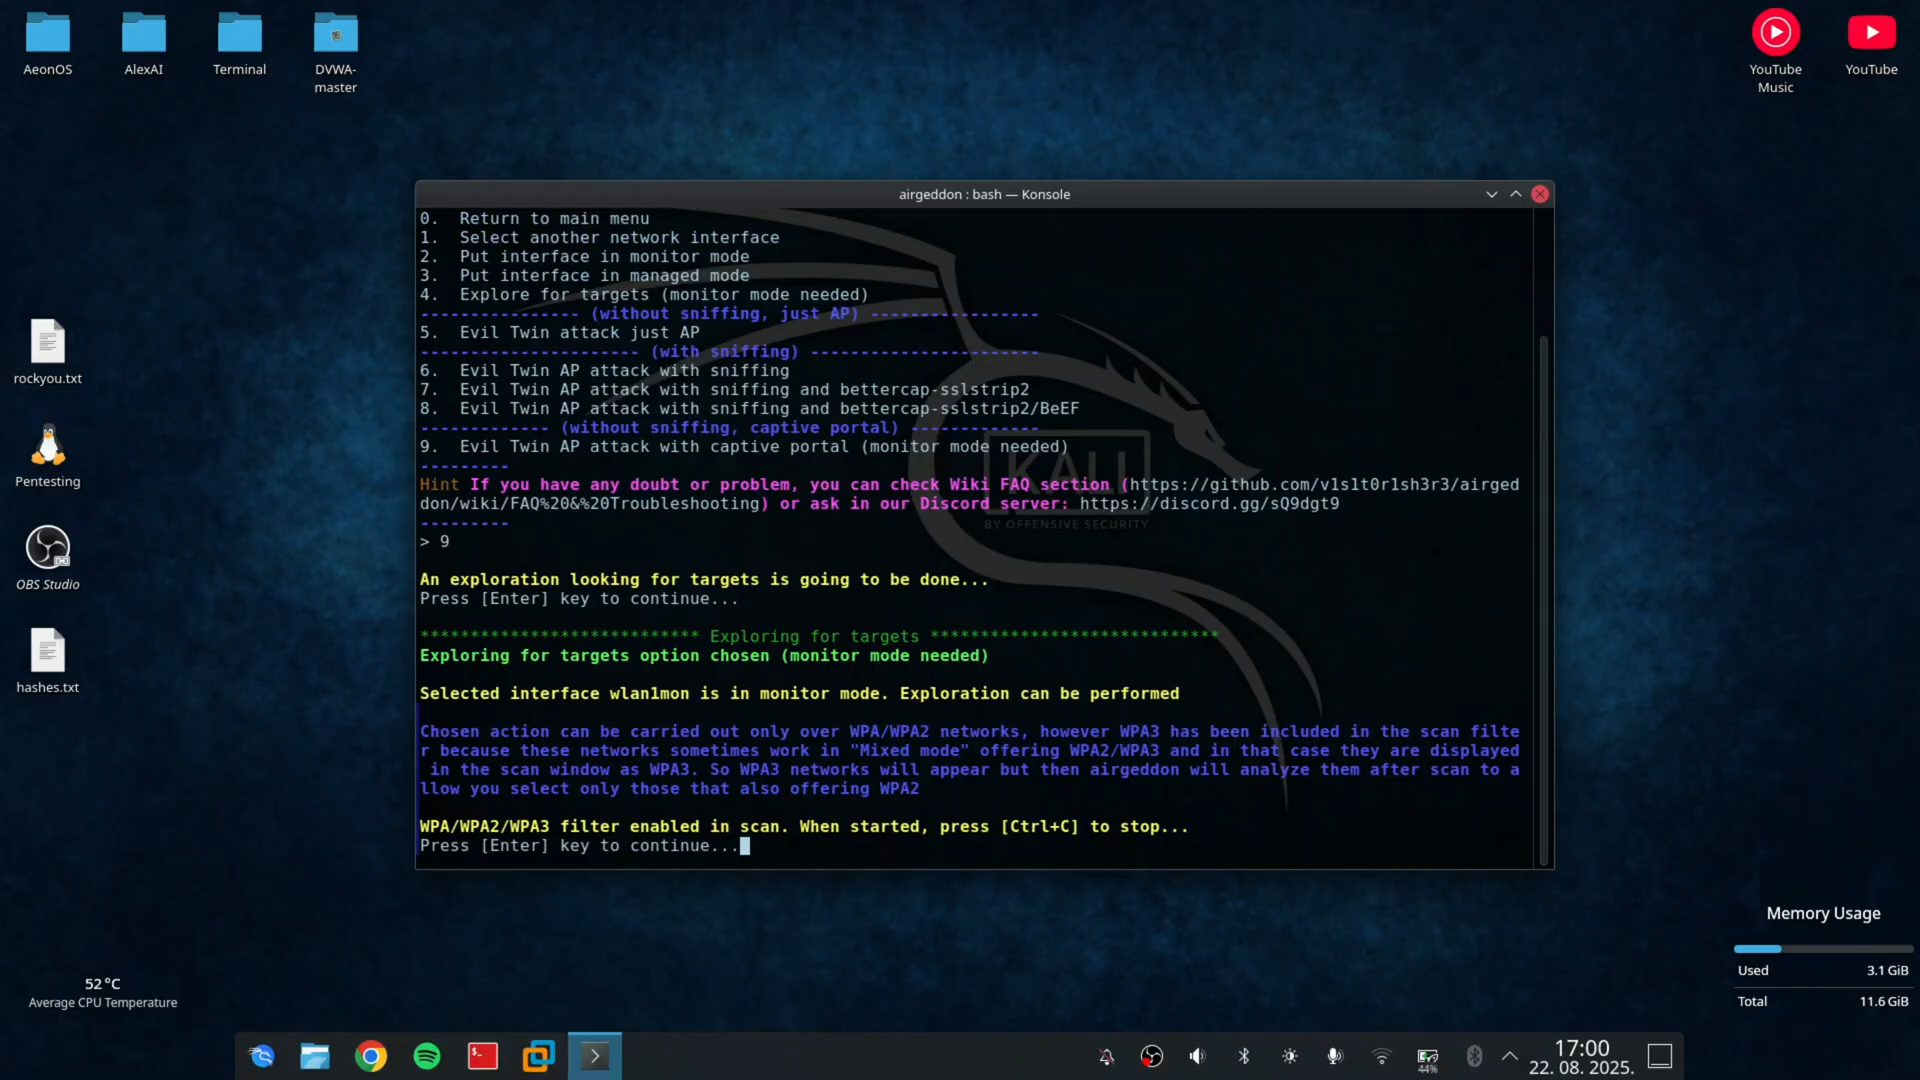 AeonOS
AlexAI
Terminal
DVWA-
master
YouTube
Music
YouTube
rockyou.txt
Pentesting
OBS Studio
hashes.txt
airgeddon : bash — Konsole
0.  Return to main menu
1.  Select another network interface
2.  Put interface in monitor mode
3.  Put interface in managed mode
4.  Explore for targets (monitor mode needed)
---------------- (without sniffing, just AP) -----------------
5.  Evil Twin attack just AP
---------------------- (with sniffing) -----------------------
6.  Evil Twin AP attack with sniffing
7.  Evil Twin AP attack with sniffing and bettercap-sslstrip2
8.  Evil Twin AP attack with sniffing and bettercap-sslstrip2/BeEF
------------- (without sniffing, captive portal) -------------
9.  Evil Twin AP attack with captive portal (monitor mode needed)
---------
Hint If you have any doubt or problem, you can check Wiki FAQ section (https://github.com/v1s1t0r1sh3r3/airged
don/wiki/FAQ%20&%20Troubleshooting) or ask in our Discord server: https://discord.gg/sQ9dgt9
---------
> 9
An exploration looking for targets is going to be done...
Press [Enter] key to continue...
**************************** Exploring for targets *****************************
Exploring for targets option chosen (monitor mode needed)
Selected interface wlan1mon is in monitor mode. Exploration can be performed
Chosen action can be carried out only over WPA/WPA2 networks, however WPA3 has been included in the scan filte
r because these networks sometimes work in "Mixed mode" offering WPA2/WPA3 and in that case they are displayed
 in the scan window as WPA3. So WPA3 networks will appear but then airgeddon will analyze them after scan to a
llow you select only those that also offering WPA2
WPA/WPA2/WPA3 filter enabled in scan. When started, press [Ctrl+C] to stop...
Press [Enter] key to continue...
KALI
BY OFFENSIVE SECURITY
Memory Usage
Used 3.1 GiB
Total 11.6 GiB
52 °C
Average CPU Temperature
44%
17:00
22. 08. 2025.